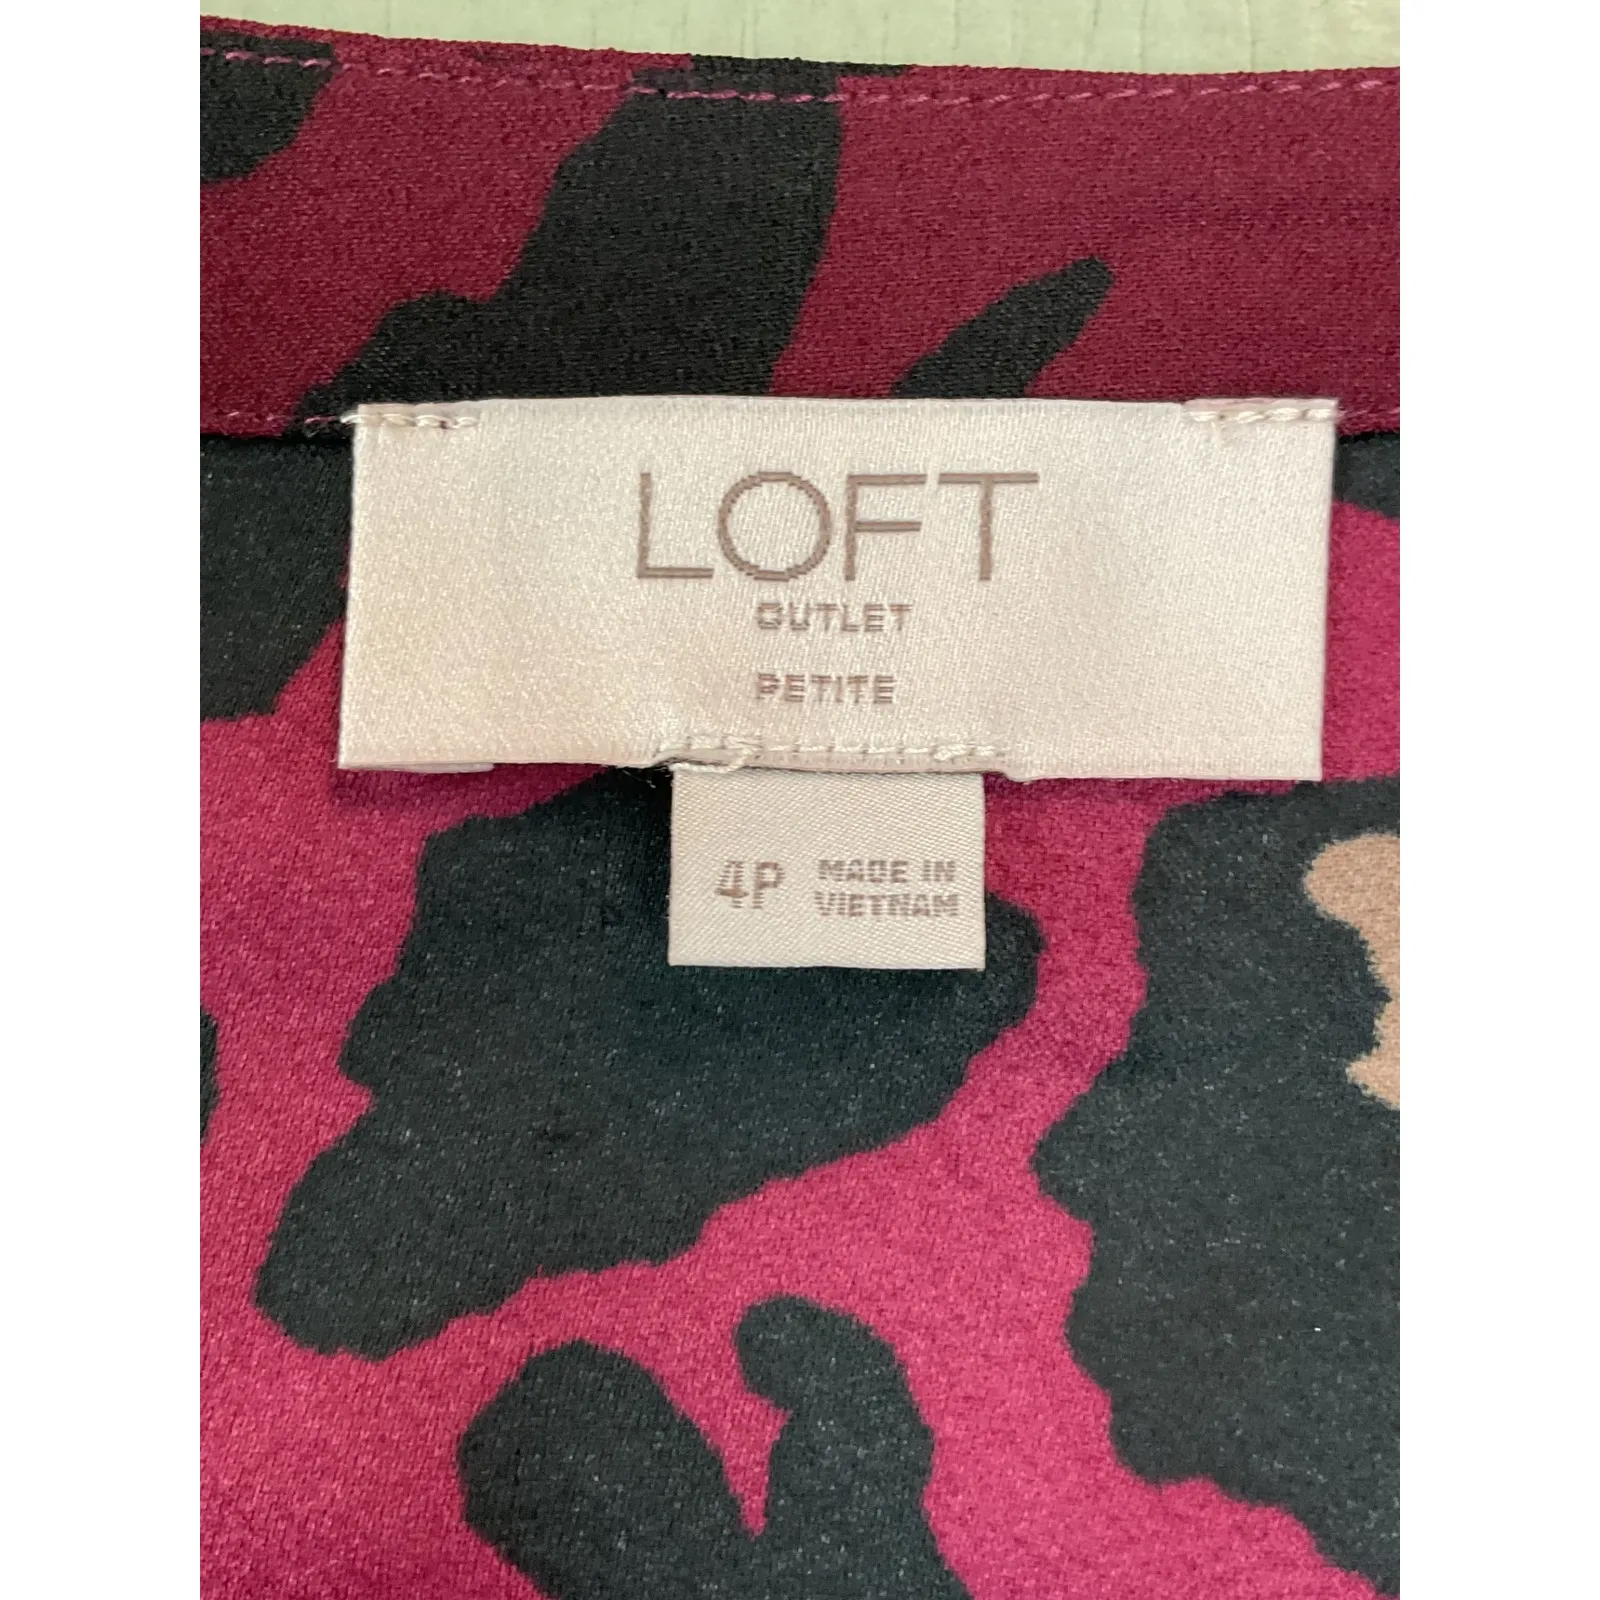 LOFT
OUTLET
PETITE
4P MADE IN
VIETNAM